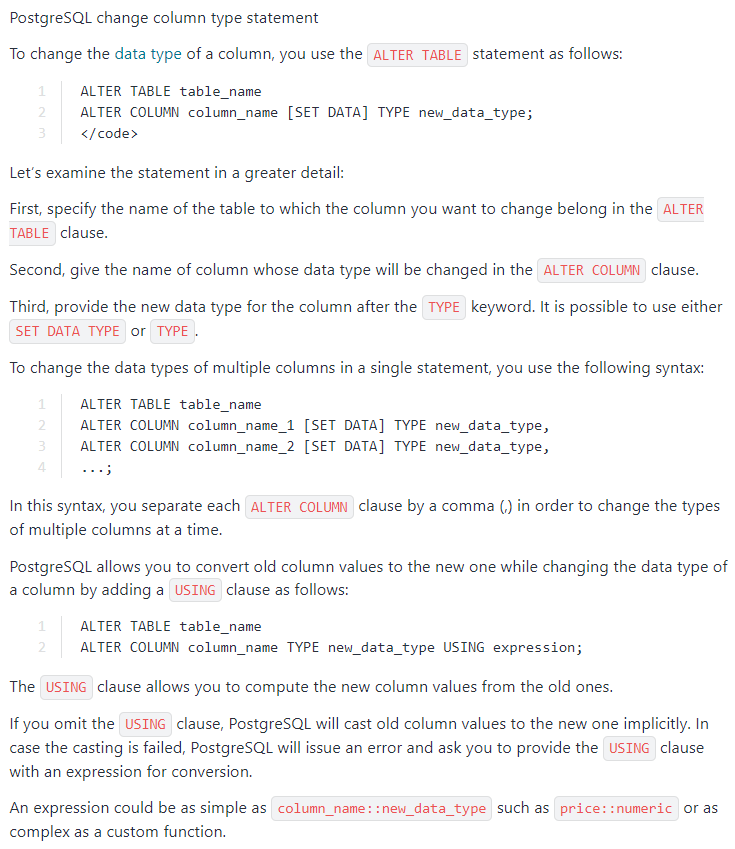 PostgreSQL change column type statement
To change the data type of a column, you use the ALTER TABLE statement as follows:
1 ALTER TABLE table_name
2 ALTER COLUMN column_name [SET DATA] TYPE new_data_type;
3 </code>
Let's examine the statement in a greater detail:
First, specify the name of the table to which the column you want to change belong in the ALTER
TABLE clause.
Second, give the name of column whose data type will be changed in the ALTER COLUMN clause.
Third, provide the new data type for the column after the TYPE keyword. It is possible to use either
SET DATA TYPE or TYPE.
To change the data types of multiple columns in a single statement, you use the following syntax:
1 ALTER TABLE table_name
2 ALTER COLUMN column_name_1 [SET DATA] TYPE new_data_type,
3 ALTER COLUMN column_name_2 [SET DATA] TYPE new_data_type,
4 ...;
In this syntax, you separate each ALTER COLUMN clause by a comma (,) in order to change the types
of multiple columns at a time.
PostgreSQL allows you to convert old column values to the new one while changing the data type of
a column by adding a USING clause as follows:
1 ALTER TABLE table_name
2 ALTER COLUMN column_name TYPE new_data_type USING expression;
The USING clause allows you to compute the new column values from the old ones.
If you omit the USING clause, PostgreSQL will cast old column values to the new one implicitly. In
case the casting is failed, PostgreSQL will issue an error and ask you to provide the USING clause
with an expression for conversion.
An expression could be as simple as column_name::new_data_type such as price::numeric or as
complex as a custom function.